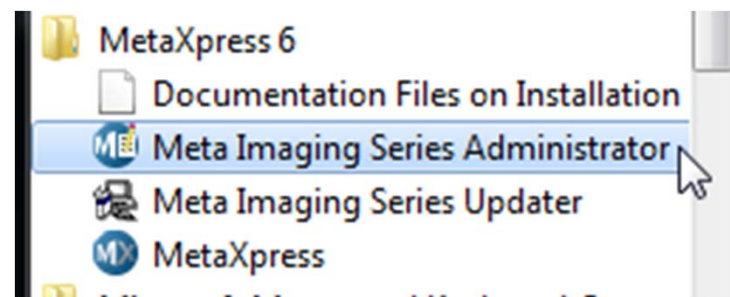 MetaXpress 6
Documentation Files on Installation
Meta Imaging Series Administrator
Meta Imaging Series Updater
MetaXpress